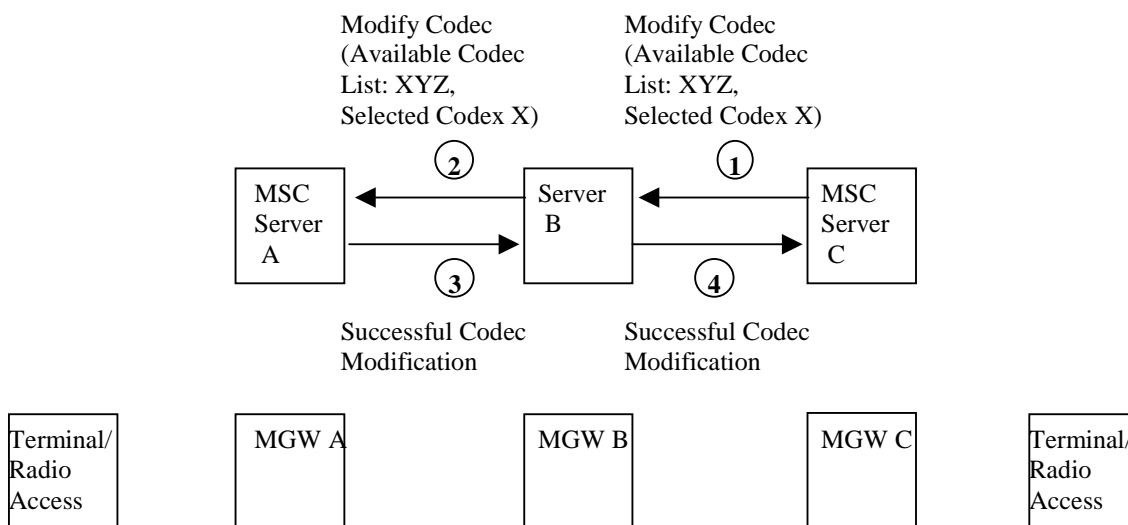 Modify Codec
(Available Codec
List: XYZ,
Selected Codex X)
Modify Codec
(Available Codec
List: XYZ,
Selected Codex X)
2
1
MSC
Server
A
Server
B
MSC
Server
C
3
4
Successful Codec
Modification
Successful Codec
Modification
Terminal/
Radio
Access
MGW A
MGW B
MGW C
Terminal/
Radio
Access